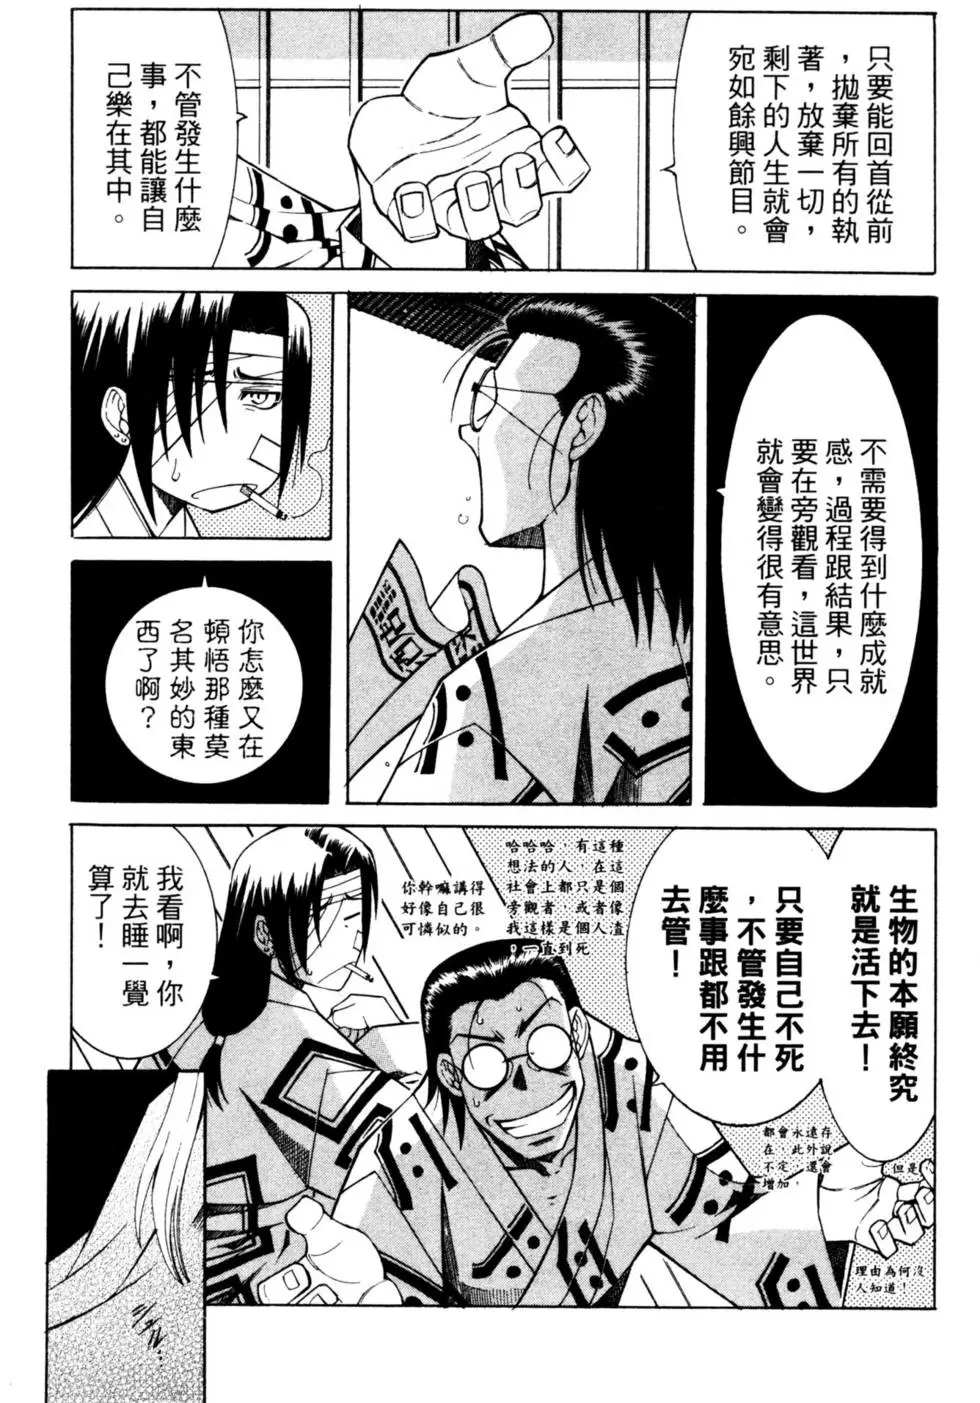 只要能回首從前
，拋棄所有的執
著，放棄一切，
剩下的人生就會
宛如餘興節目。
不管發生什麼
事，都能讓自
己樂在其中。
不需要得到什麼成就
感，過程跟結果，只
要在旁觀看，這世界
就會變得很有意思。
你怎麼又在
頓悟那種莫
名其妙的東
西了啊？
生物的本願終究
就是活下去！
只要自己不死
，不管發生什
麼事跟都不用
去管！
都會永遠存
在，此外說
不定，還會
增加，
但是
理由為何沒
人知道！
哈哈哈，有這種
想法的人，在這
社會上都只是個
旁觀者，或者像
我這樣是個人渣
，一直到死
你幹嘛講得
好像自己很
可憐似的。
我看啊，你
就去睡一覺
算了！